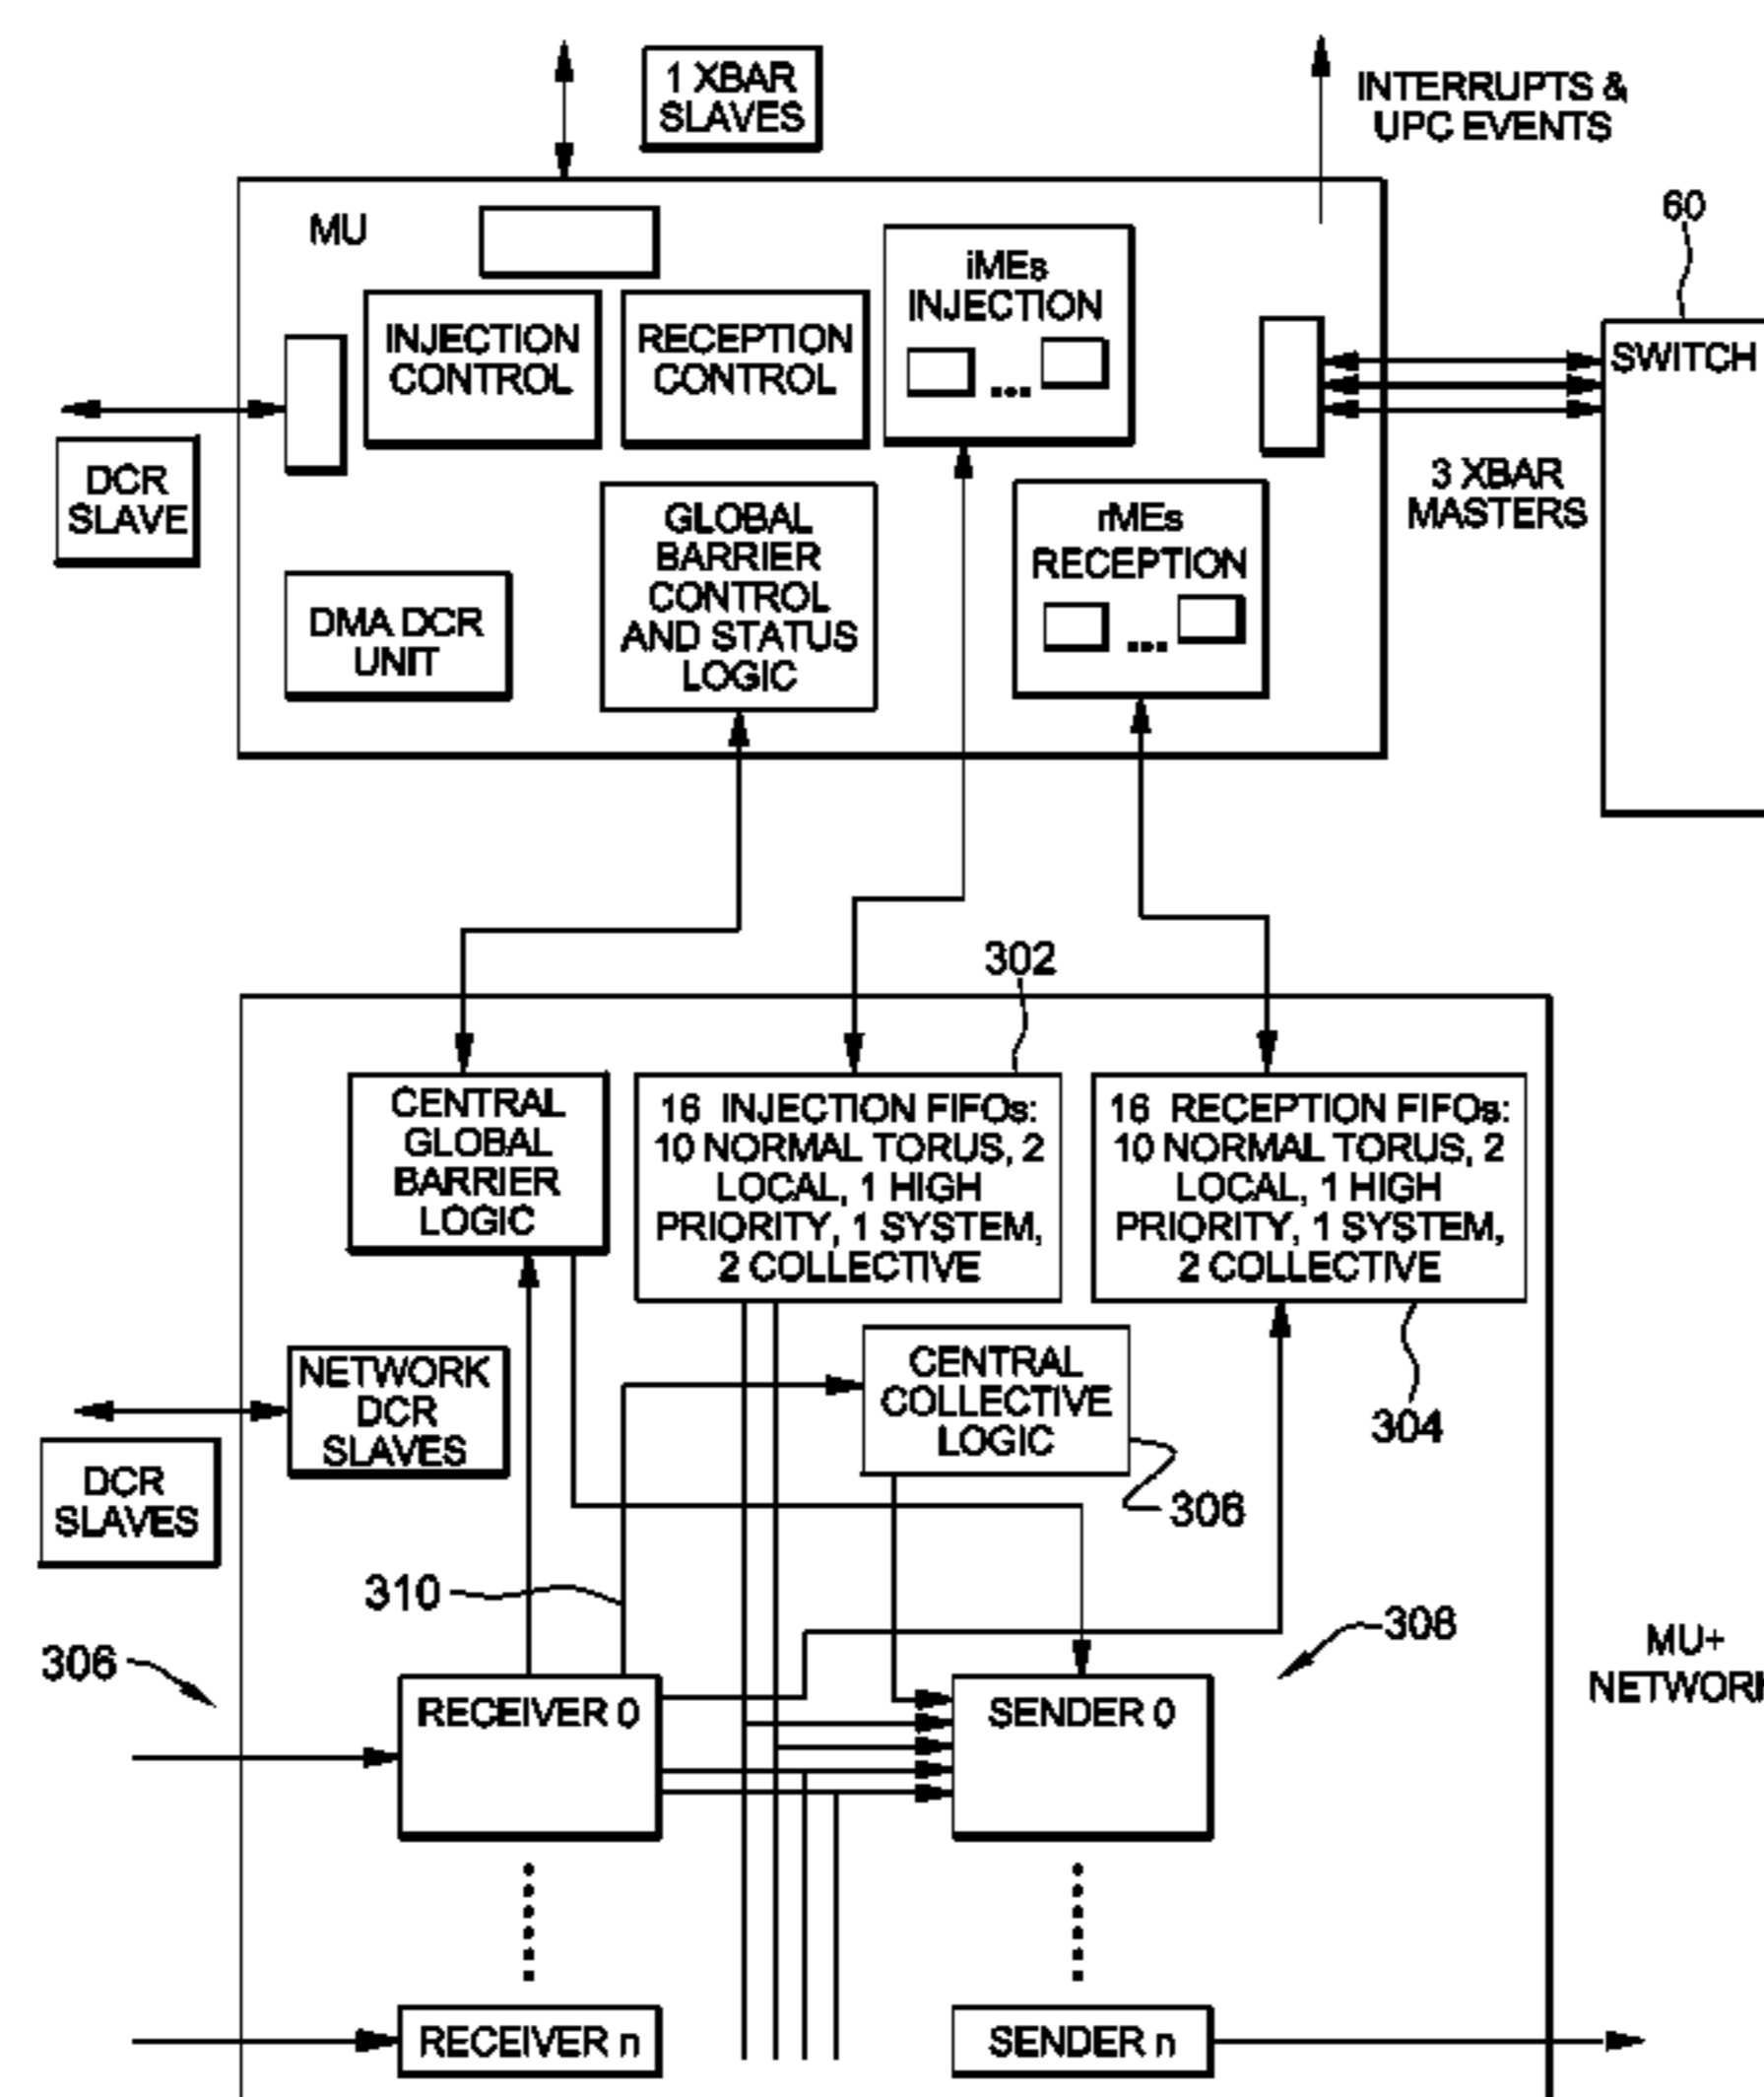 1 XBAR
SLAVES
INTERRUPTS &
UPC EVENTS
MU
60
iMEs
INJECTION
...
INJECTION
CONTROL
RECEPTION
CONTROL
SWITCH
DCR
SLAVE
3 XBAR
MASTERS
GLOBAL
BARRIER
CONTROL
AND STATUS
LOGIC
rMEs
RECEPTION
...
DMA DCR
UNIT
302
CENTRAL
GLOBAL
BARRIER
LOGIC
16 INJECTION FIFOs:
10 NORMAL TORUS, 2
LOCAL, 1 HIGH
PRIORITY, 1 SYSTEM,
2 COLLECTIVE
16 RECEPTION FIFOs:
10 NORMAL TORUS, 2
LOCAL, 1 HIGH
PRIORITY, 1 SYSTEM,
2 COLLECTIVE
NETWORK
DCR
SLAVES
CENTRAL
COLLECTIVE
LOGIC
304
DCR
SLAVES
306
310
306
308
MU+
NETWORK
RECEIVER 0
SENDER 0
RECEIVER n
SENDER n